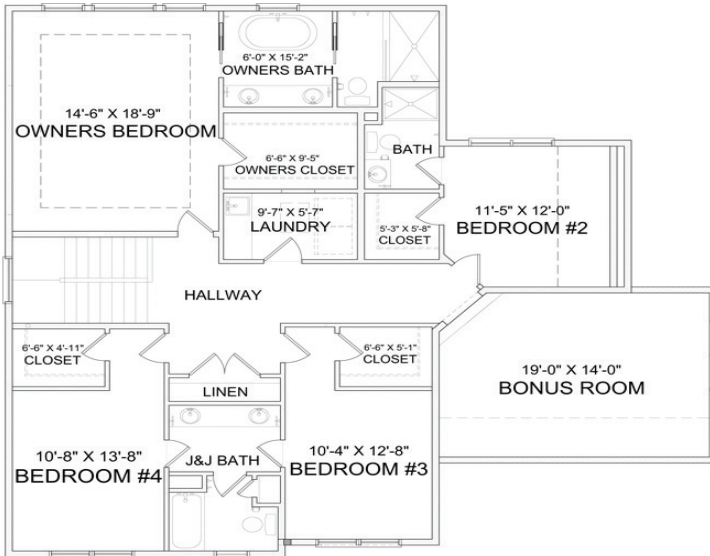 6'-0" X 15'-2"
OWNERS BATH
14'-6" X 18'-9"
OWNERS BEDROOM
BATH
6'-6" X 9'-5"
OWNERS CLOSET
9'-7" X 5'-7"
LAUNDRY
5'-3" X 5'-8"
CLOSET
11'-5" X 12'-0"
BEDROOM #2
HALLWAY
6'-6" X 4'-11"
CLOSET
6'-6" X 5'-1"
CLOSET
LINEN
19'-0" X 14'-0"
BONUS ROOM
10'-8" X 13'-8"
BEDROOM #4
J&J BATH
10'-4" X 12'-8"
BEDROOM #3